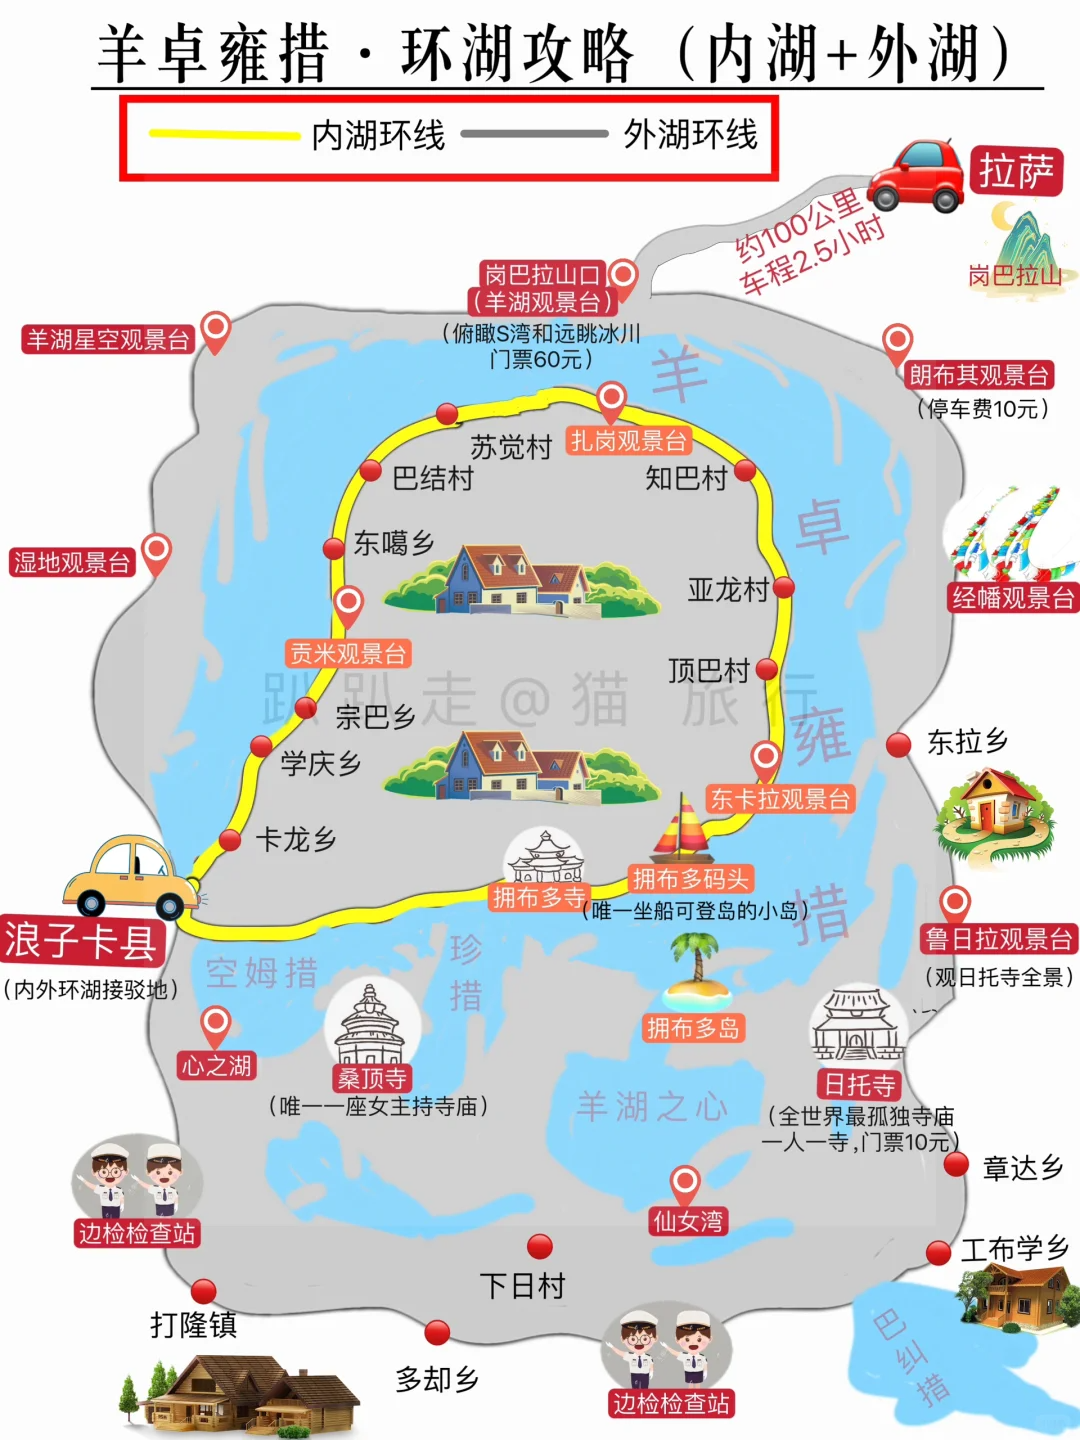 羊卓雍措·环湖攻略（内湖+外湖）
内湖环线
外湖环线
拉萨
约100公里
车程2.5小时
岗巴拉山
岗巴拉山口
（羊湖观景台）
（俯瞰S湾和远眺冰川
门票60元）
羊湖星空观景台
朗布其观景台
（停车费10元）
羊
卓
雍
措
苏觉村
扎岗观景台
巴结村
知巴村
东噶乡
湿地观景台
经幡观景台
亚龙村
贡米观景台
顶巴村
趴趴走@猫 旅行
宗巴乡
学庆乡
东拉乡
东卡拉观景台
卡龙乡
拥布多寺
拥布多码头
（唯一坐船可登岛的小岛）
浪子卡县
（内外环湖接驳地）
鲁日拉观景台
（观日托寺全景）
空姆措
珍
措
拥布多岛
心之湖
桑顶寺
（唯一一座女主持寺庙）
羊湖之心
日托寺
（全世界最孤独寺庙
一人一寺,门票10元）
章达乡
边检检查站
仙女湾
工布学乡
下日村
打隆镇
多却乡
边检检查站
巴
纠
措